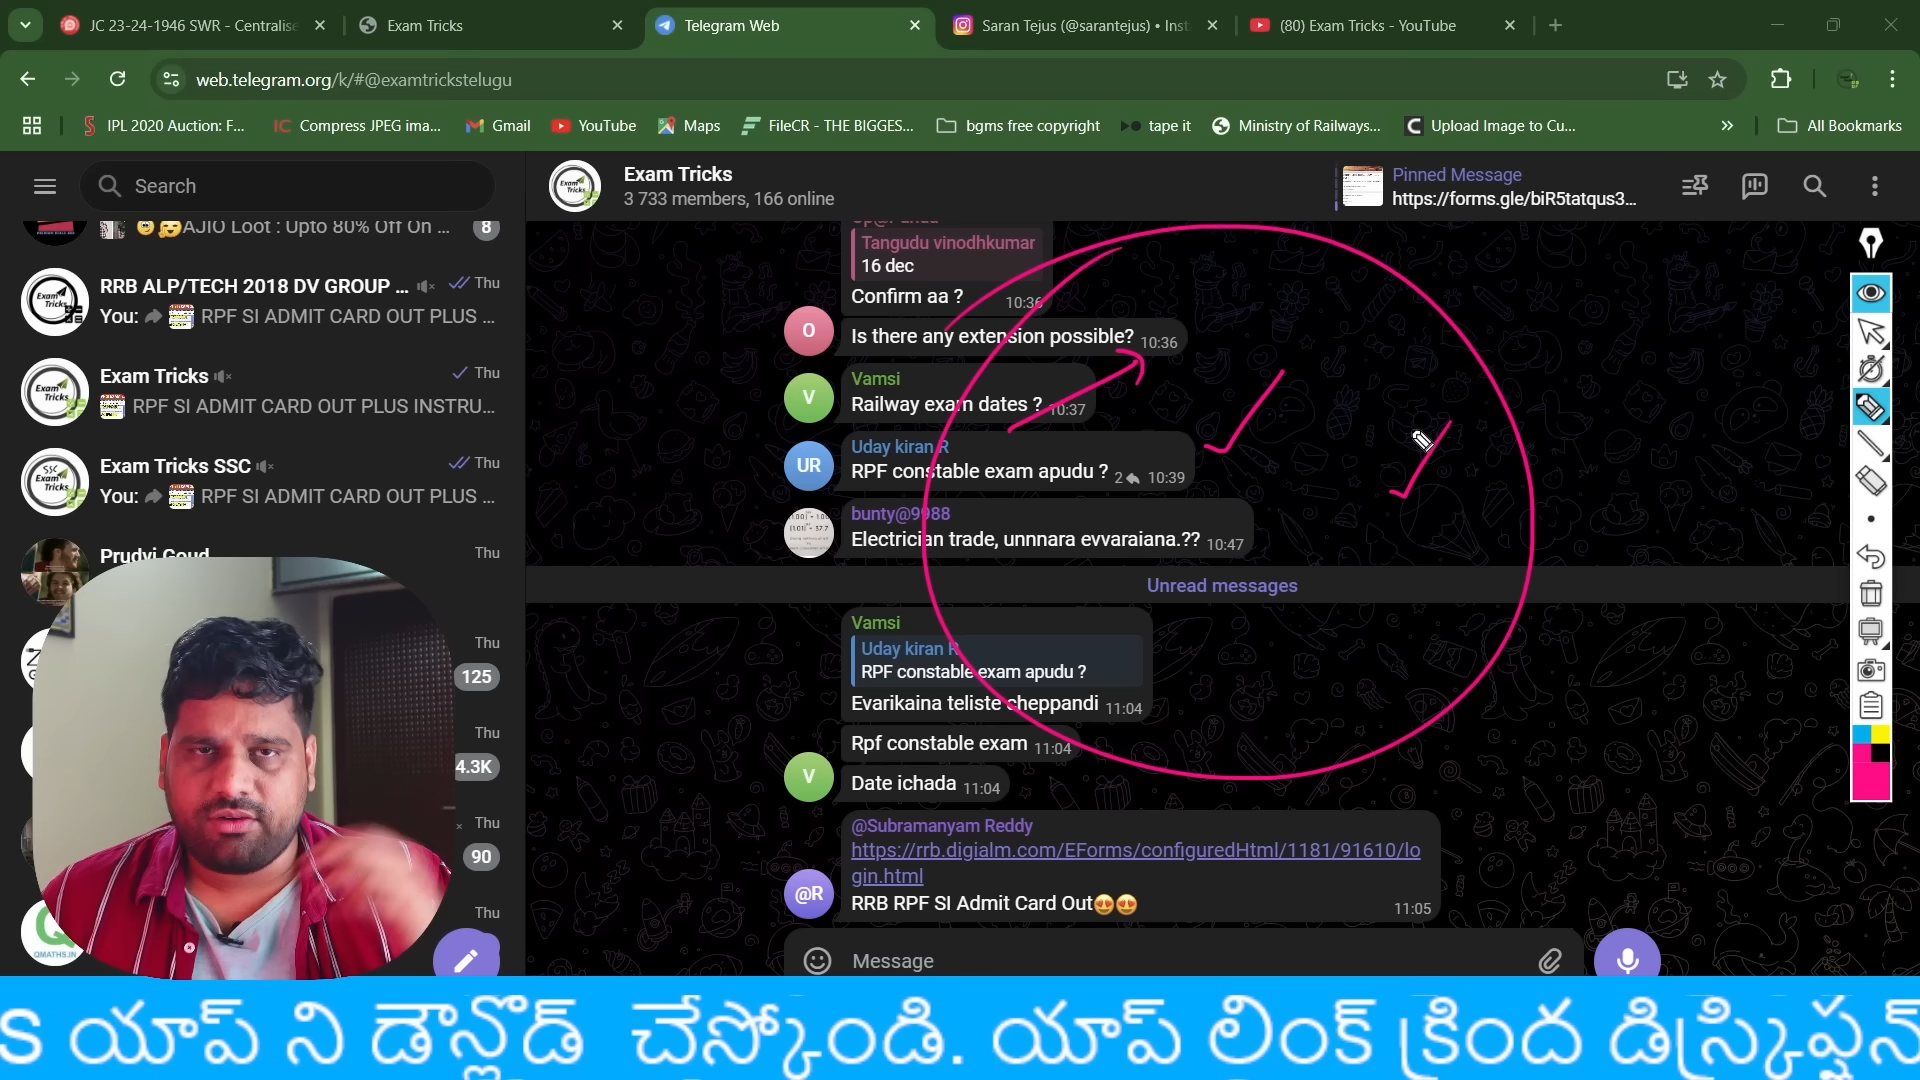 JC 23-24-1946 SWR - Centralise
Exam Tricks
Telegram Web
Saran Tejus (@sarantejus) • Inst
(80) Exam Tricks - YouTube
web.telegram.org/k/#@examtrickstelugu
IPL 2020 Auction: F...
Compress JPEG ima...
Gmail
YouTube
Maps
FileCR - THE BIGGES...
bgms free copyright
tape it
Ministry of Railways...
Upload Image to Cu...
All Bookmarks
Search
Exam Tricks
3 733 members, 166 online
Pinned Message
https://forms.gle/biR5tatqus3...
AJIO Loot : Upto 80% Off On ...
8
RRB ALP/TECH 2018 DV GROUP ...
Thu
You: RPF SI ADMIT CARD OUT PLUS ...
Exam Tricks
Thu
RPF SI ADMIT CARD OUT PLUS INSTRU...
Exam Tricks SSC
Thu
You: RPF SI ADMIT CARD OUT PLUS ...
Prudvi Goud
Thu
Thu
125
Thu
4.3K
Thu
90
Thu
QMATHS.IN
Tangudu vinodhkumar
16 dec
Confirm aa ? 10:36
O
Is there any extension possible? 10:36
Vamsi
V
Railway exam dates ? 10:37
Uday kiran R
UR
RPF constable exam apudu ? 2 10:39
bunty@9988
Electrician trade, unnnara evvaraiana.?? 10:47
Unread messages
Vamsi
Uday kiran R
RPF constable exam apudu ?
Evarikaina teliste cheppandi 11:04
Rpf constable exam 11:04
V
Date ichada 11:04
@Subramanyam Reddy
https://rrb.digialm.com/EForms/configuredHtml/1181/91610/lo
gin.html
@R
RRB RPF SI Admit Card Out😍😍
11:05
Message
S యాప్ ని డౌన్లొడ్ చేస్కోండి. యాప్ లింక్ క్రింద డిస్క్రిప్షన్